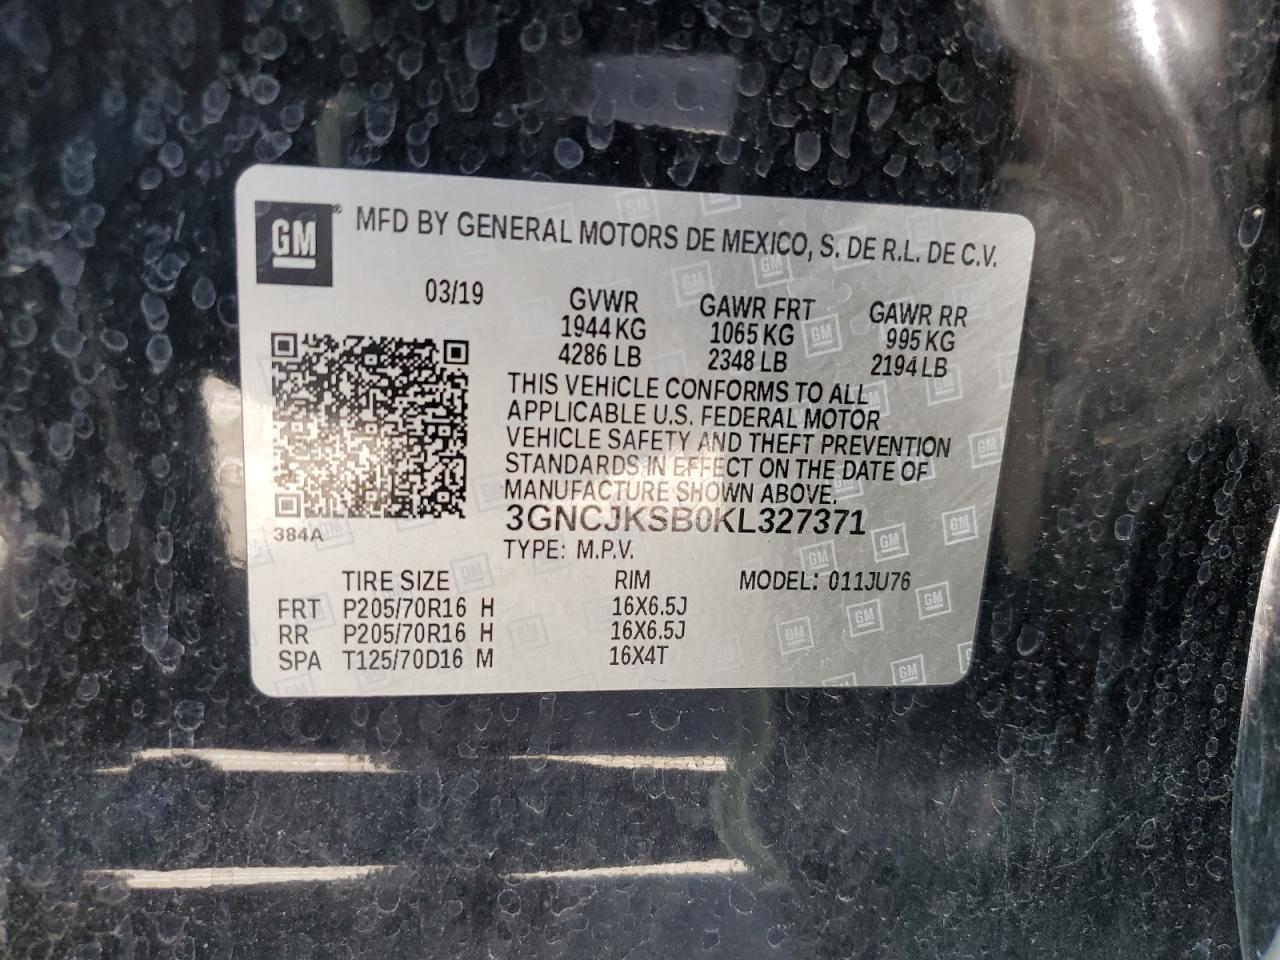 GM® MFD BY GENERAL MOTORS DE MEXICO, S. DE R.L. DE C.V.
03/19 GVWR GAWR FRT GAWR RR
1944 KG 1065 KG 995 KG
4286 LB 2348 LB 2194 LB
THIS VEHICLE CONFORMS TO ALL
APPLICABLE U.S. FEDERAL MOTOR
VEHICLE SAFETY AND THEFT PREVENTION
STANDARDS IN EFFECT ON THE DATE OF
MANUFACTURE SHOWN ABOVE.
3GNCJKSB0KL327371
384A
TYPE: M.P.V.
TIRE SIZE RIM MODEL: 011JU76
FRT P205/70R16 H 16X6.5J
RR P205/70R16 H 16X6.5J
SPA T125/70D16 M 16X4T